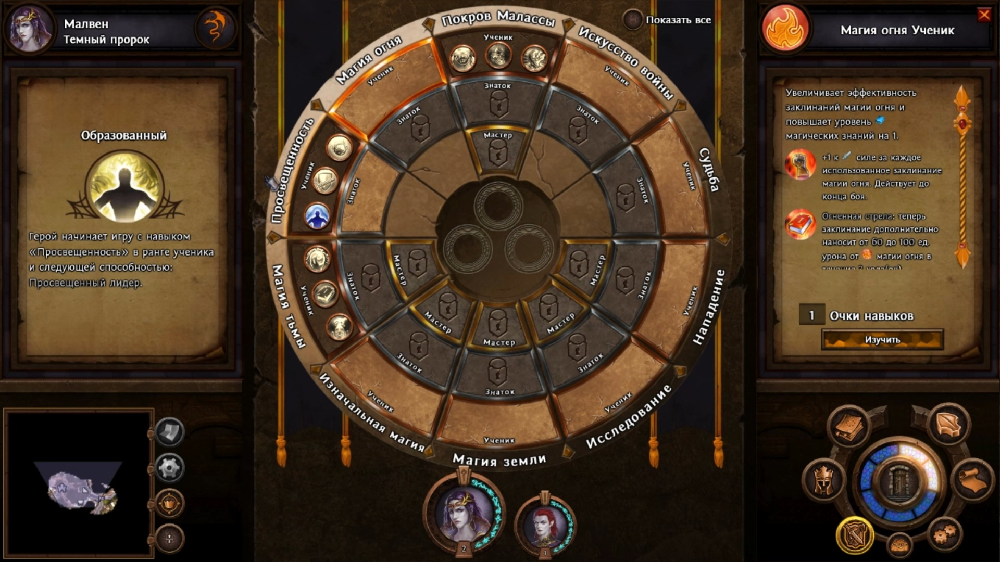 Малвен
Темный пророк
Образованный
Герой начинает игру с навыком
«Просвещенность» в ранге ученика
и следующей способностью:
Просвещенный лидер.
Показать все
Покров Малассы
Ученик
Знаток
Мастер
Искусство войны
Ученик
Знаток
Судьба
Ученик
Знаток
Нападение
Ученик
Знаток
Мастер
Исследование
Ученик
Знаток
Мастер
Магия земли
Ученик
Знаток
Мастер
Изначальная магия
Ученик
Знаток
Мастер
Магия тьмы
Ученик
Знаток
Мастер
Просвещенность
Ученик
Знаток
Магия огня
Ученик
Знаток
2
1
Магия огня Ученик
Увеличивает эффективность
заклинаний магии огня и
повышает уровень
магических знаний на 1.
+1 к силе за каждое
использованное заклинание
магии огня. Действует до
конца боя.
Огненная стрела: теперь
заклинание дополнительно
наносит от 60 до 100 ед.
урона от магии огня в
1 Очки навыков
Изучить